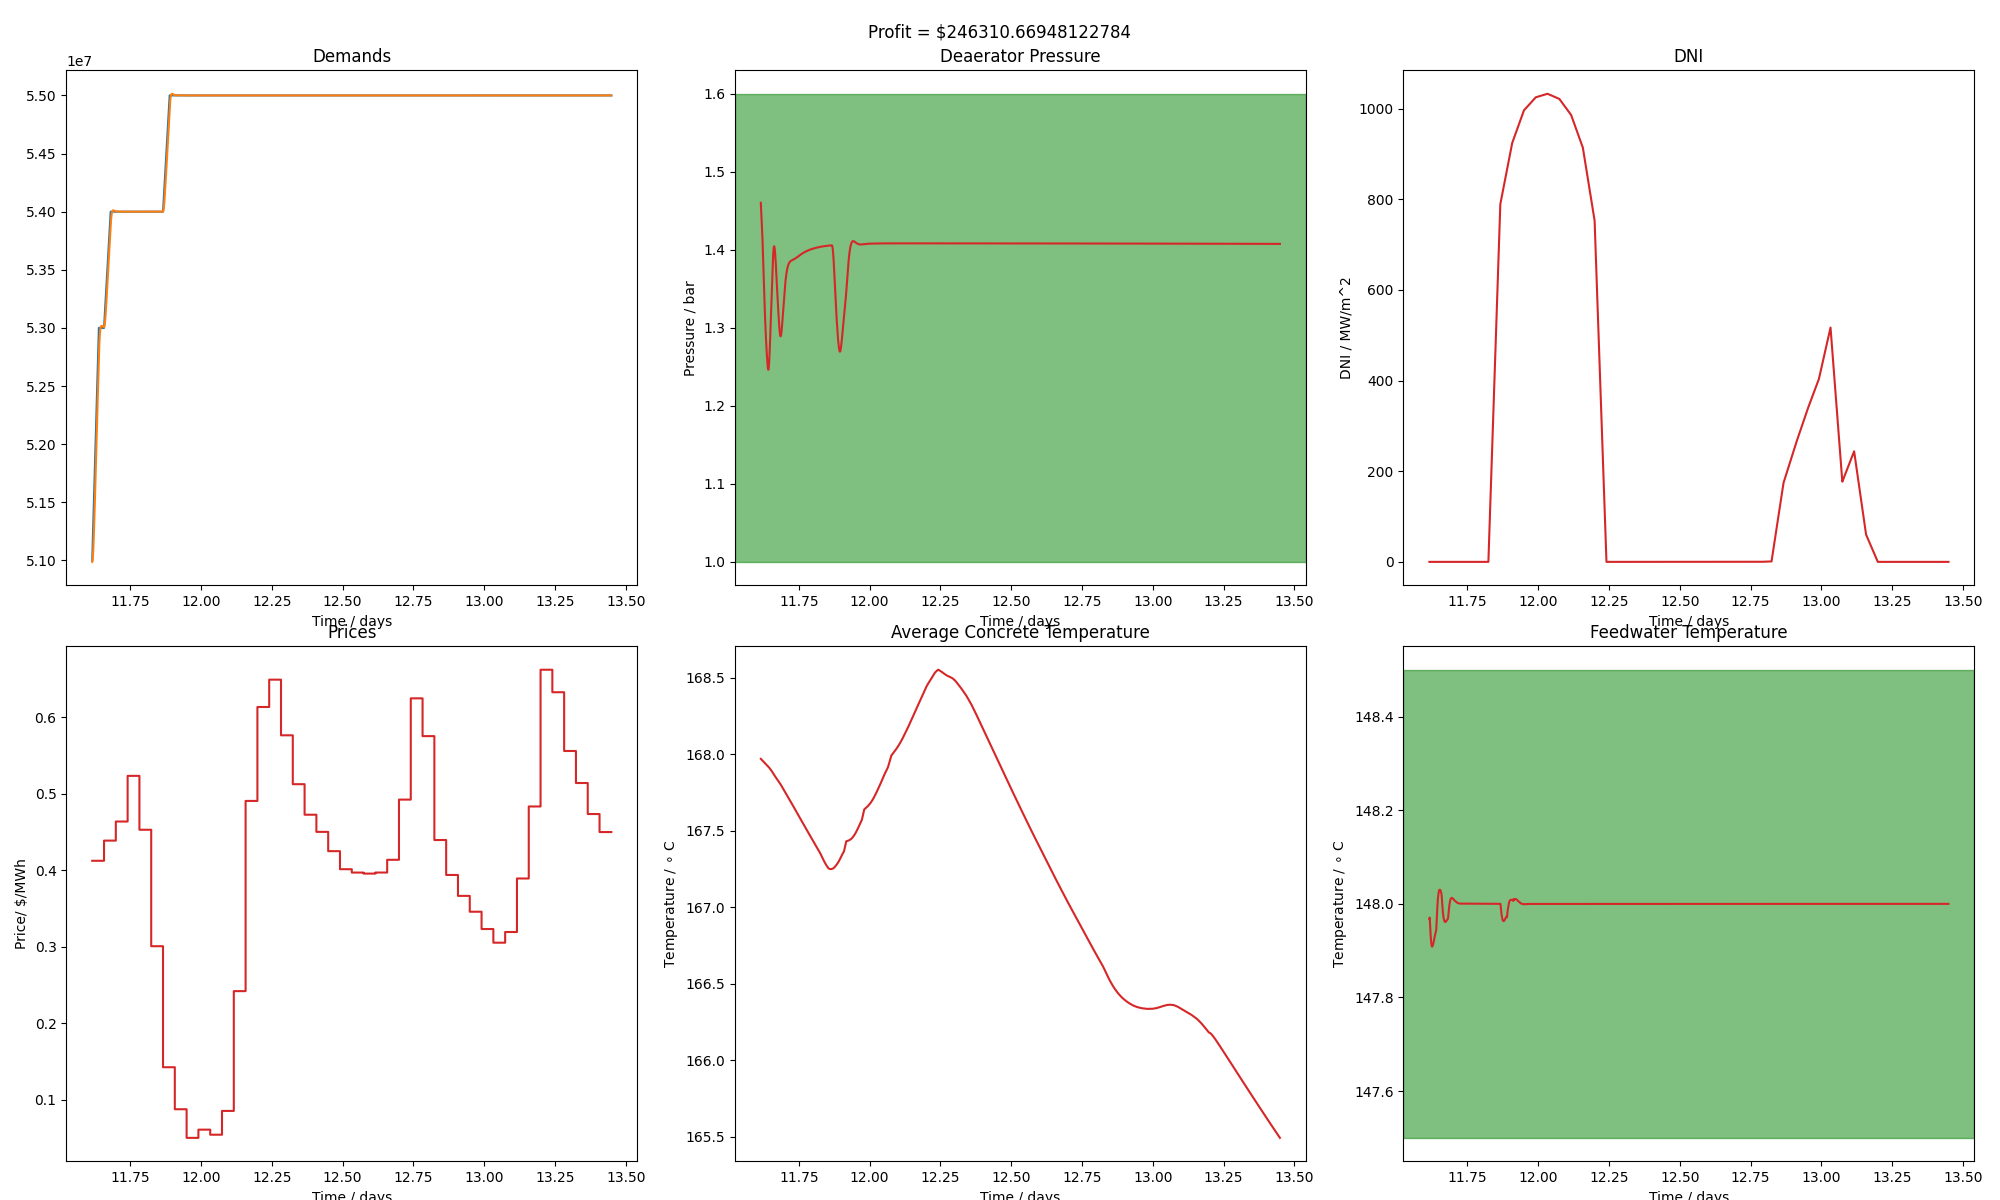 Profit = $246310.66948122784
Demands
1e7
5.50
5.45
5.40
5.35
5.30
5.25
5.20
5.15
5.10
11.75 12.00 12.25 12.50 12.75 13.00 13.25 13.50
Time / days
Deaerator Pressure
Pressure / bar
1.6
1.5
1.4
1.3
1.2
1.1
1.0
11.75 12.00 12.25 12.50 12.75 13.00 13.25 13.50
Time / days
DNI
DNI / MW/m^2
1000
800
600
400
200
0
11.75 12.00 12.25 12.50 12.75 13.00 13.25 13.50
Time / days
Prices
Price/ $/MWh
0.6
0.5
0.4
0.3
0.2
0.1
11.75 12.00 12.25 12.50 12.75 13.00 13.25 13.50
Time / days
Average Concrete Temperature
Temperature / ∘ C
168.5
168.0
167.5
167.0
166.5
166.0
165.5
11.75 12.00 12.25 12.50 12.75 13.00 13.25 13.50
Time / days
Feedwater Temperature
Temperature / ∘ C
148.4
148.2
148.0
147.8
147.6
11.75 12.00 12.25 12.50 12.75 13.00 13.25 13.50
Time / days